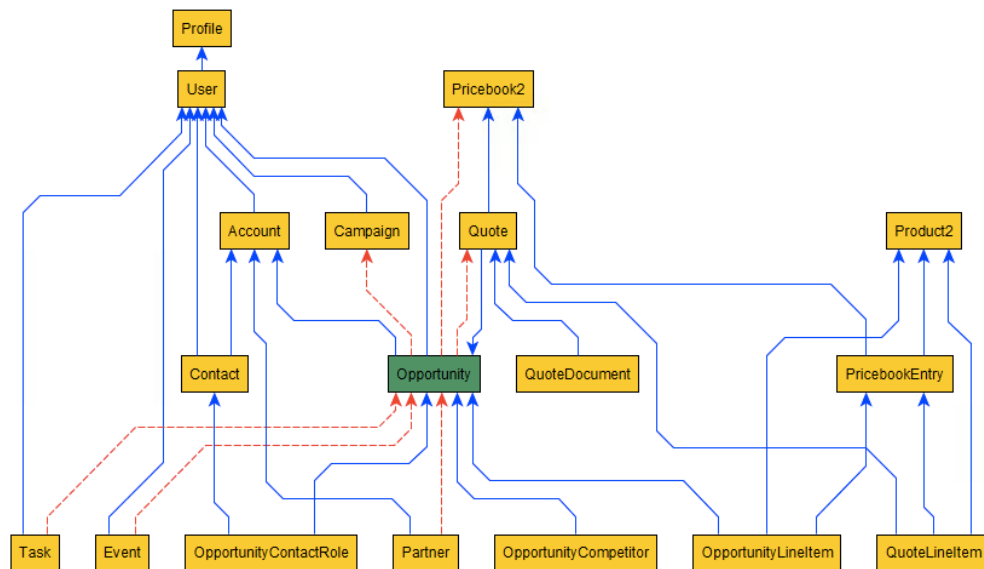 Profile
User
Pricebook2
Account
Campaign
Quote
Product2
Contact
Opportunity
QuoteDocument
PricebookEntry
Task
Event
OpportunityContactRole
Partner
OpportunityCompetitor
OpportunityLineItem
QuoteLineItem